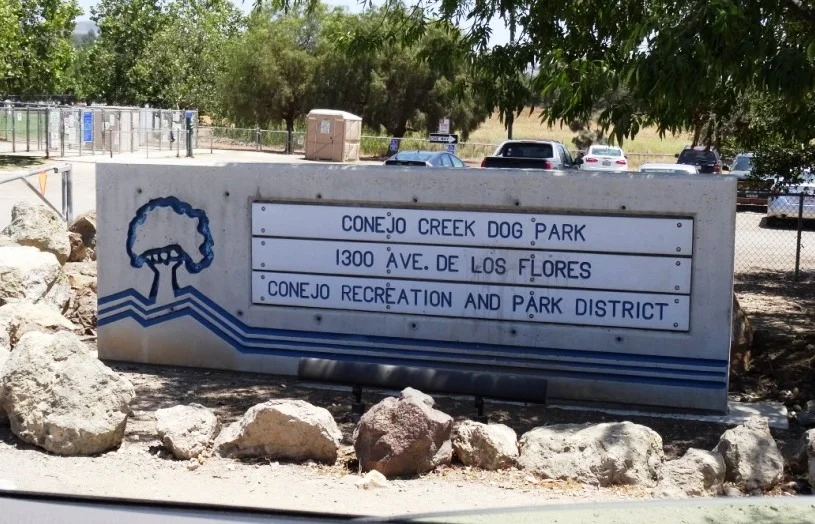 CONEJO CREEK DOG PARK
1300 AVE. DE LOS FLORES
CONEJO RECREATION AND PARK DISTRICT